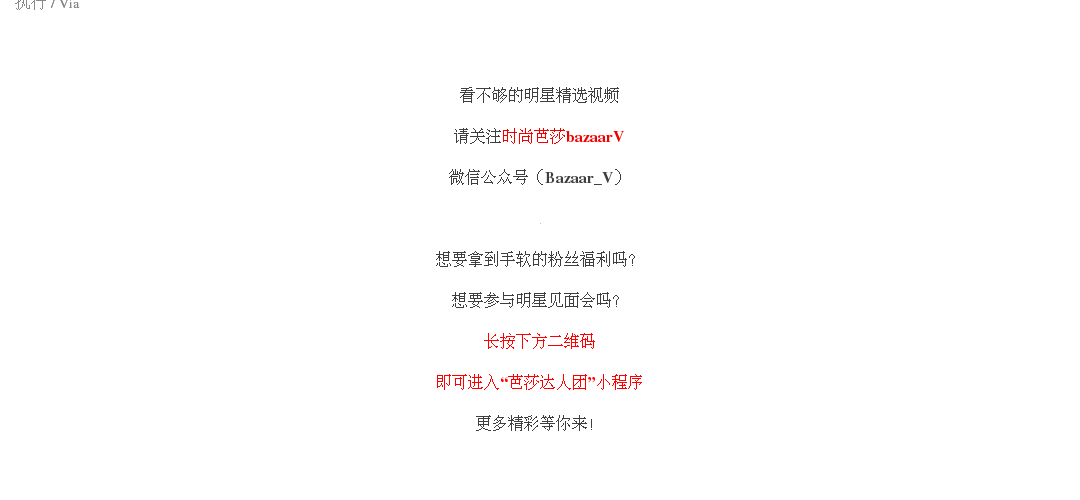 执行 / Via
看不够的明星精选视频
请关注时尚芭莎bazaarV
微信公众号（Bazaar_V）
想要拿到手软的粉丝福利吗？
想要参与明星见面会吗？
长按下方二维码
即可进入“芭莎达人团”小程序
更多精彩等你来！